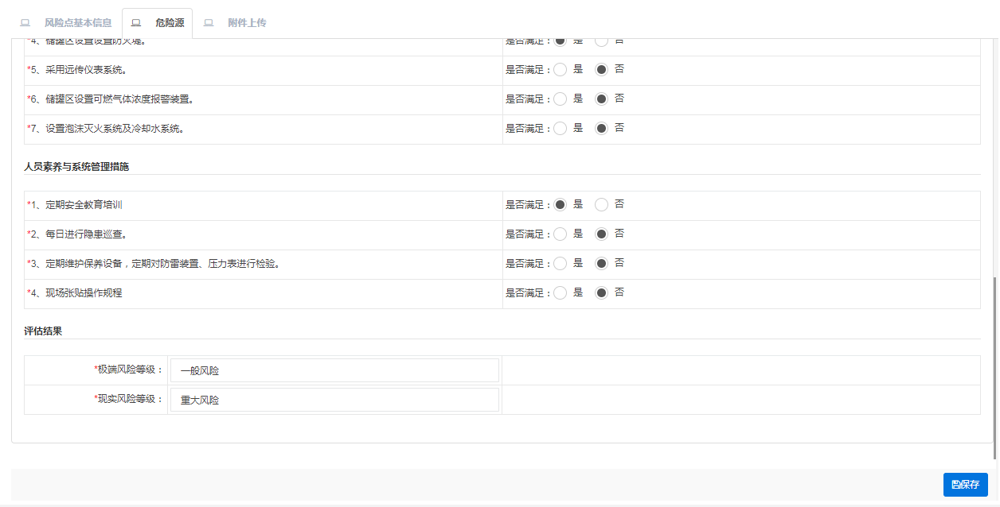 风险点基本信息 危险源 附件上传
*4、储罐区设置设置防火堤。 是否满足：是 否
*5、采用远传仪表系统。 是否满足：是 否
*6、储罐区设置可燃气体浓度报警装置。 是否满足：是 否
*7、设置泡沫灭火系统及冷却水系统。 是否满足：是 否
人员素养与系统管理措施
*1、定期安全教育培训 是否满足：是 否
*2、每日进行隐患巡查。 是否满足：是 否
*3、定期维护保养设备，定期对防雷装置、压力表进行检验。 是否满足：是 否
*4、现场张贴操作规程 是否满足：是 否
评估结果
*极端风险等级： 一般风险
*现实风险等级： 重大风险
保存